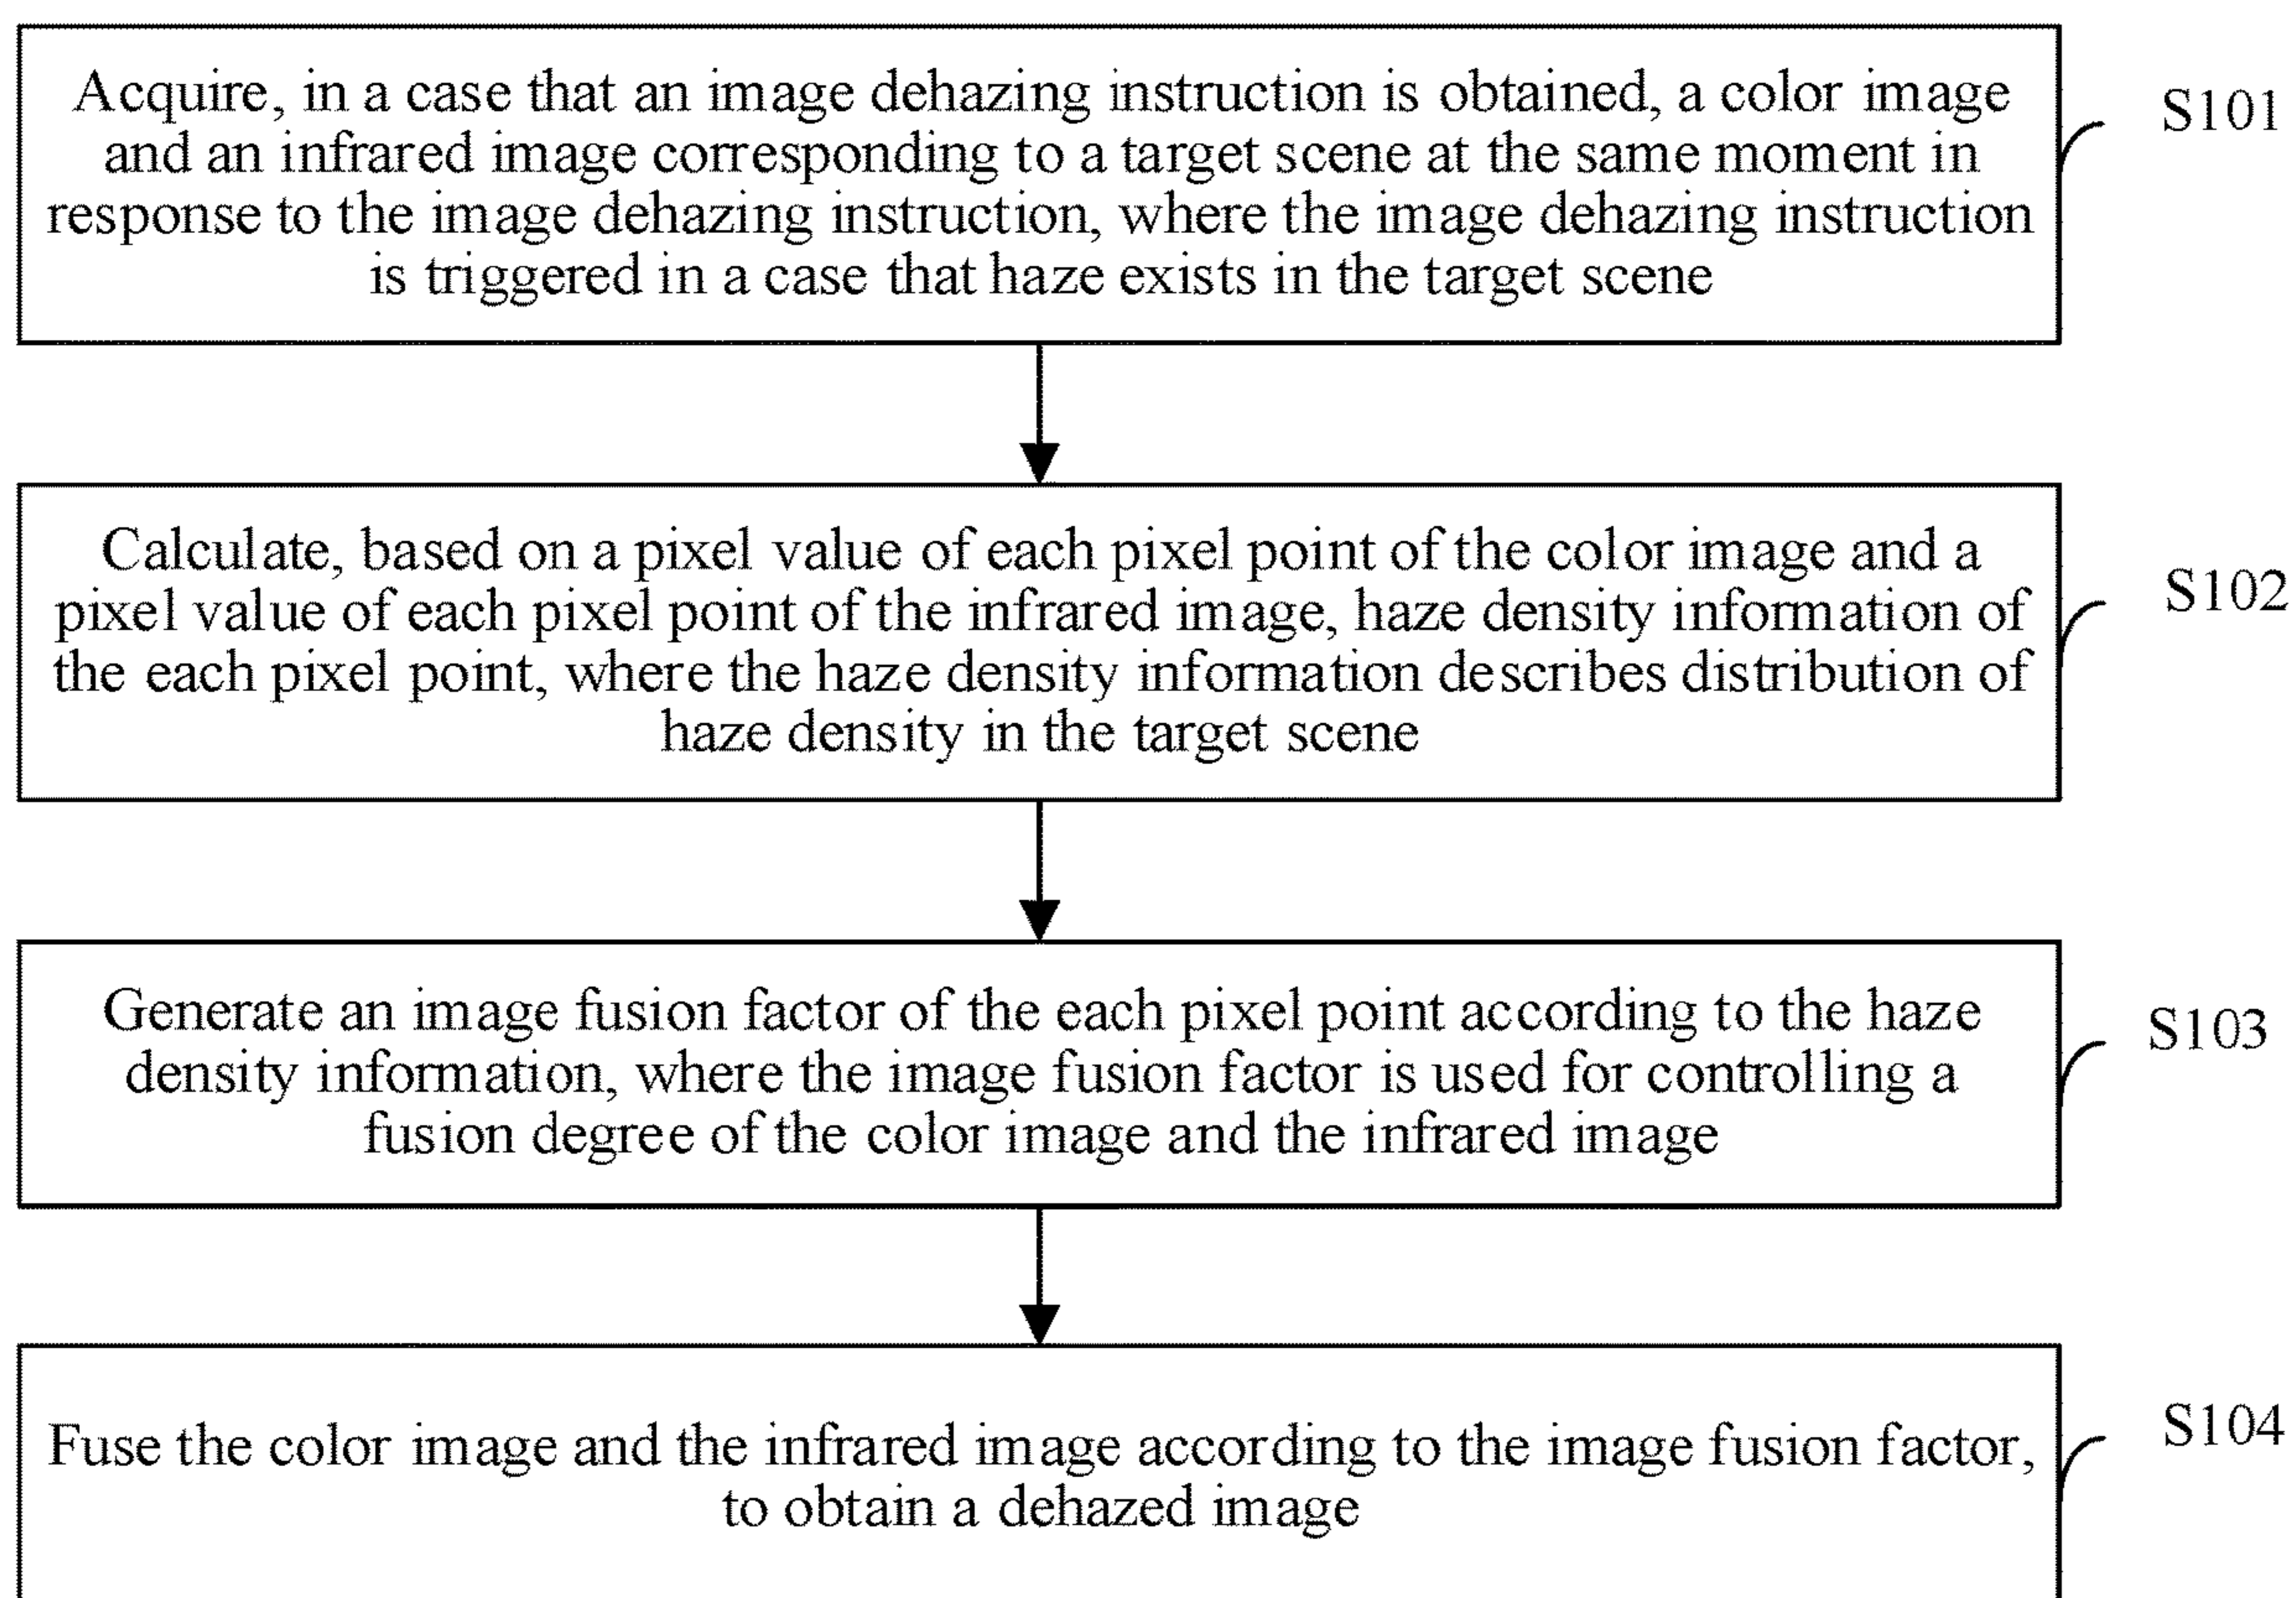 Acquire, in a case that an image dehazing instruction is obtained, a color image
and an infrared image corresponding to a target scene at the same moment in
response to the image dehazing instruction, where the image dehazing instruction
is triggered in a case that haze exists in the target scene
S101
Calculate, based on a pixel value of each pixel point of the color image and a
pixel value of each pixel point of the infrared image, haze density information of
the each pixel point, where the haze density information describes distribution of
haze density in the target scene
S102
Generate an image fusion factor of the each pixel point according to the haze
density information, where the image fusion factor is used for controlling a
fusion degree of the color image and the infrared image
S103
Fuse the color image and the infrared image according to the image fusion factor,
to obtain a dehazed image
S104